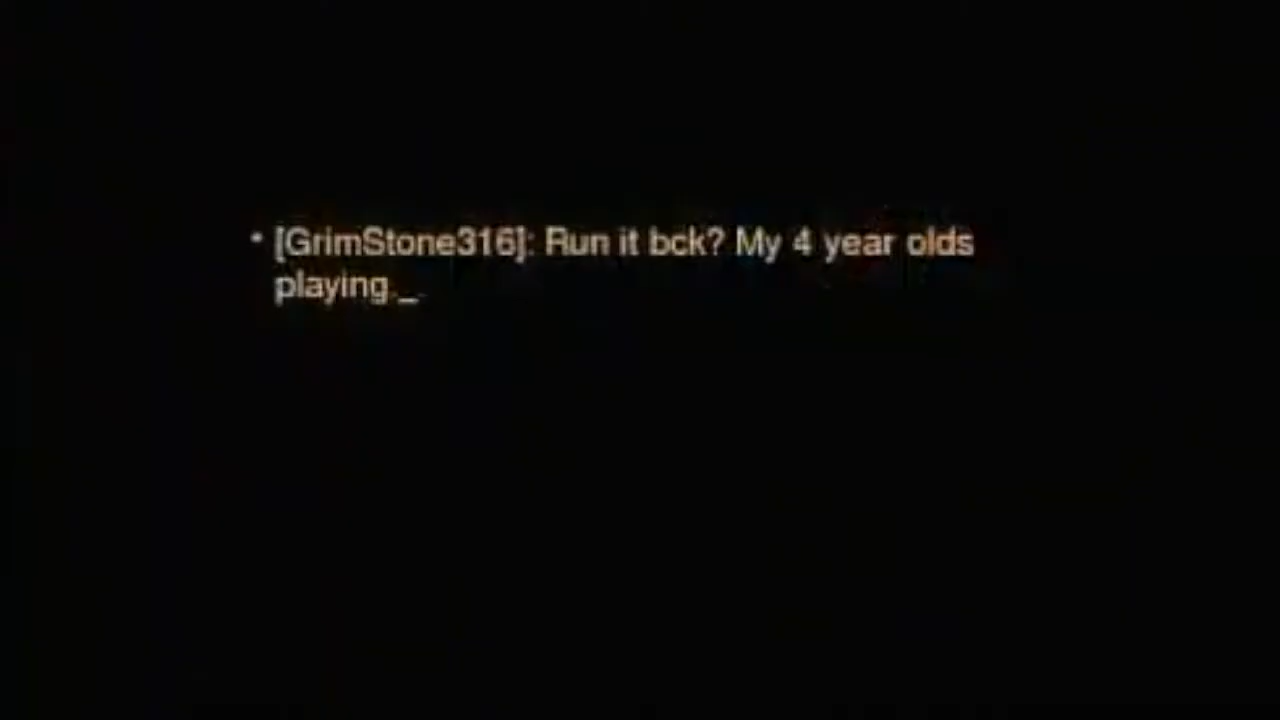 • [GrimStone316]: Run it bck? My 4 year olds
playing._